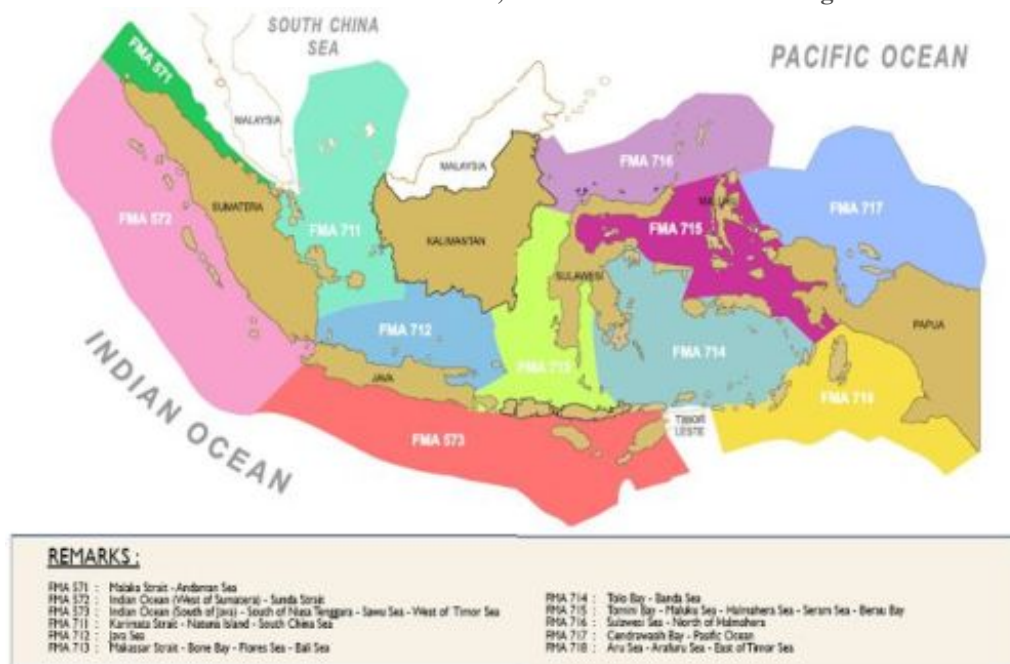 SOUTH CHINA
SEA
PACIFIC OCEAN
FMA 571
MALAYSIA
MALAYSIA
FMA 716
FMA 572
SUMATERA
FMA 711
KALIMANTAN
FMA 715
FMA 717
SULAWESI
FMA 712
FMA 714
PAPUA
JAVA
FMA 713
FMA 718
INDIAN OCEAN
FMA 573
TIMOR
LESTE
REMARKS :
FMA 571 : Malaka Strait - Andaman Sea
FMA 572 : Indian Ocean (West of Sumatera) - Sunda Strait
FMA 573 : Indian Ocean (South of Java) - South of Nusa Tenggara - Sawu Sea - West of Timor Sea
FMA 711 : Karimata Strait - Natuna Island - South China Sea
FMA 712 : Java Sea
FMA 713 : Makassar Strait - Bone Bay - Flores Sea - Bali Sea
FMA 714 : Tolo Bay - Banda Sea
FMA 715 : Tomini Bay - Maluku Sea - Halmahera Sea - Seram Sea - Berau Bay
FMA 716 : Sulawesi Sea - North of Halmahera
FMA 717 : Cendrawasih Bay - Pacific Ocean
FMA 718 : Aru Sea - Arafuru Sea - East of Timor Sea